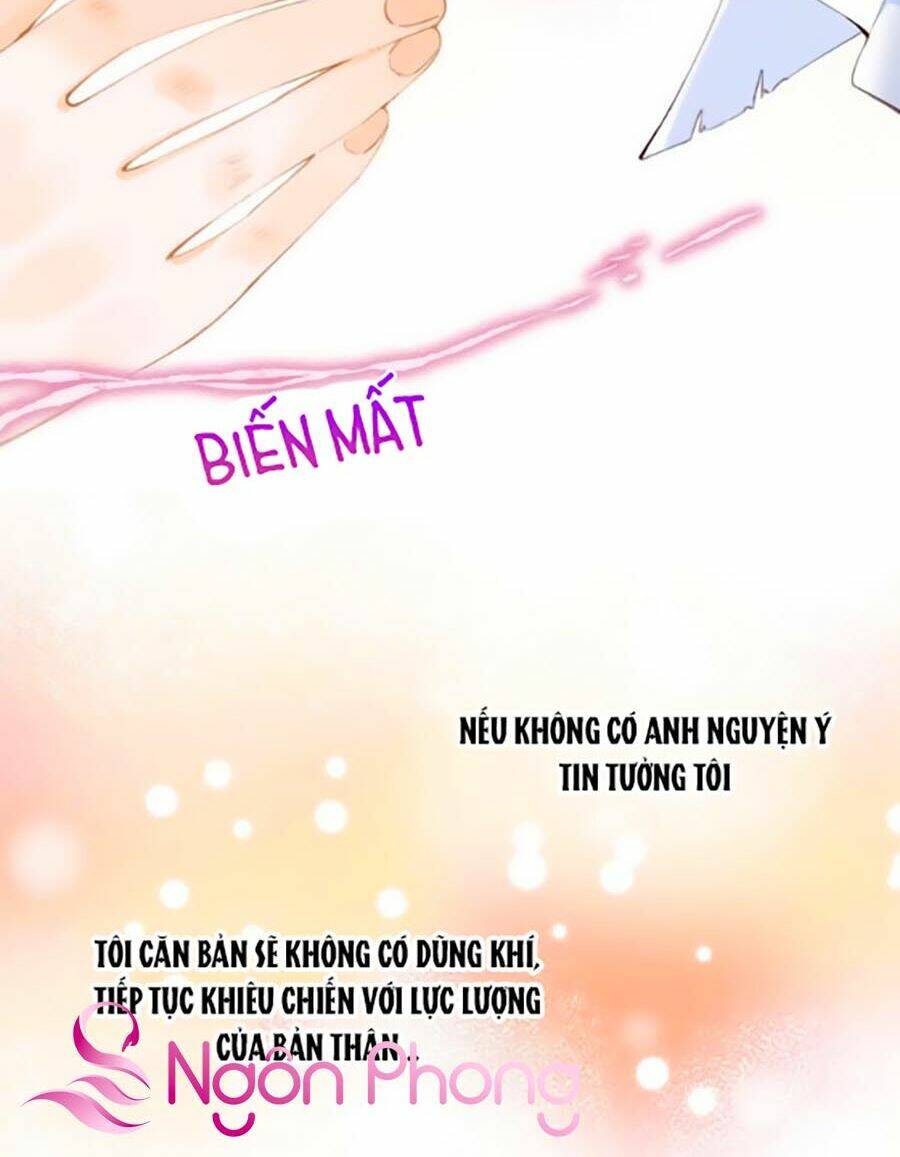 BIẾN MẤT
NẾU KHÔNG CÓ ANH NGUYỆN Ý
TIN TƯỞNG TÔI
TÔI CĂN BẢN SẼ KHÔNG CÓ DŨNG KHÍ,
TIẾP TỤC KHIÊU CHIẾN VỚI LỰC LƯỢNG
CỦA BẢN THÂN...
Ngôn Phong